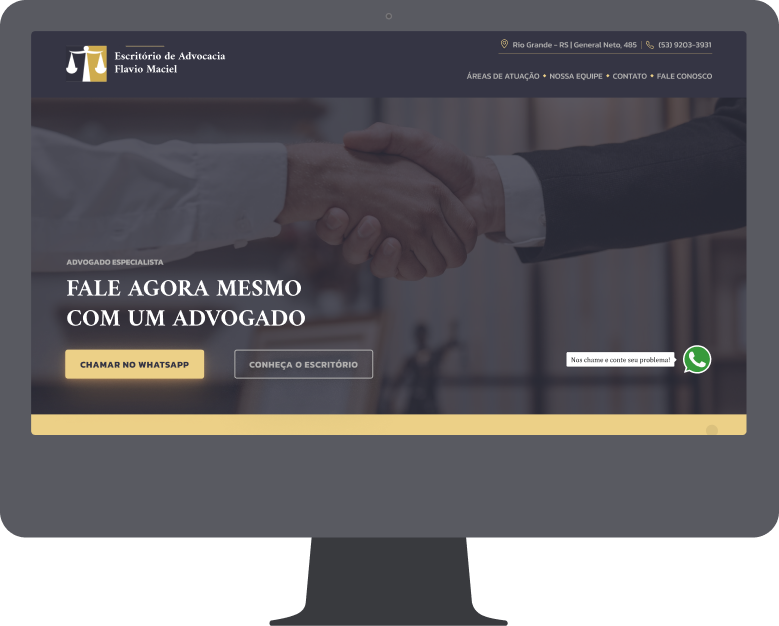 Rio Grande - RS | General Neto, 485 | (53) 9203-3931
Escritório de Advocacia
Flavio Maciel
ÁREAS DE ATUAÇÃO • NOSSA EQUIPE • CONTATO • FALE CONOSCO
ADVOGADO ESPECIALISTA
FALE AGORA MESMO
COM UM ADVOGADO
CHAMAR NO WHATSAPP
CONHEÇA O ESCRITÓRIO
Nos chame e conte seu problema!